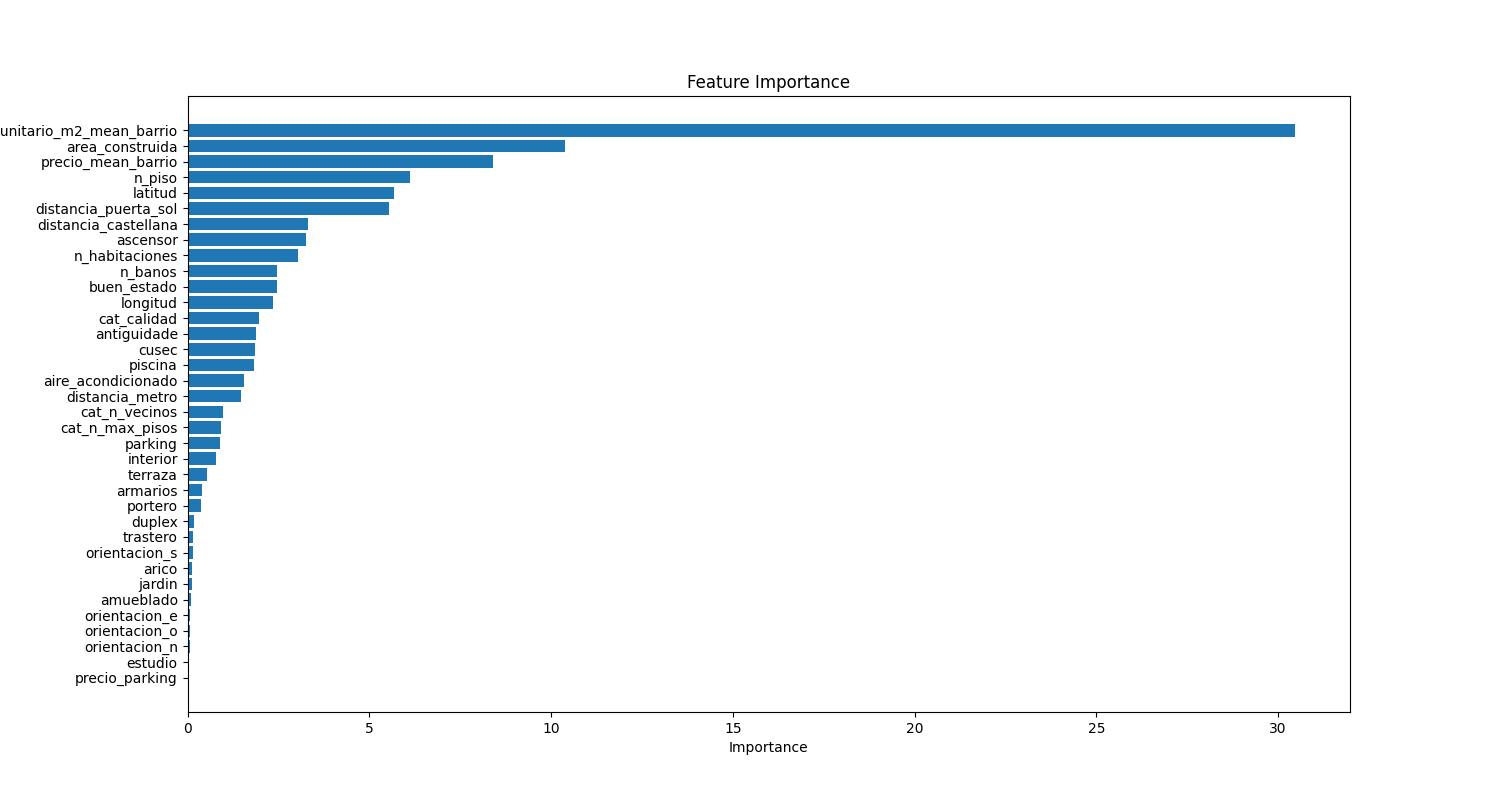 Feature Importance
unitario_m2_mean_barrio
area_construida
precio_mean_barrio
n_piso
latitud
distancia_puerta_sol
distancia_castellana
ascensor
n_habitaciones
n_banos
buen_estado
longitud
cat_calidad
antiguidade
cusec
piscina
aire_acondicionado
distancia_metro
cat_n_vecinos
cat_n_max_pisos
parking
interior
terraza
armarios
portero
duplex
trastero
orientacion_s
arico
jardin
amueblado
orientacion_e
orientacion_o
orientacion_n
estudio
precio_parking
0 5 10 15 20 25 30
Importance